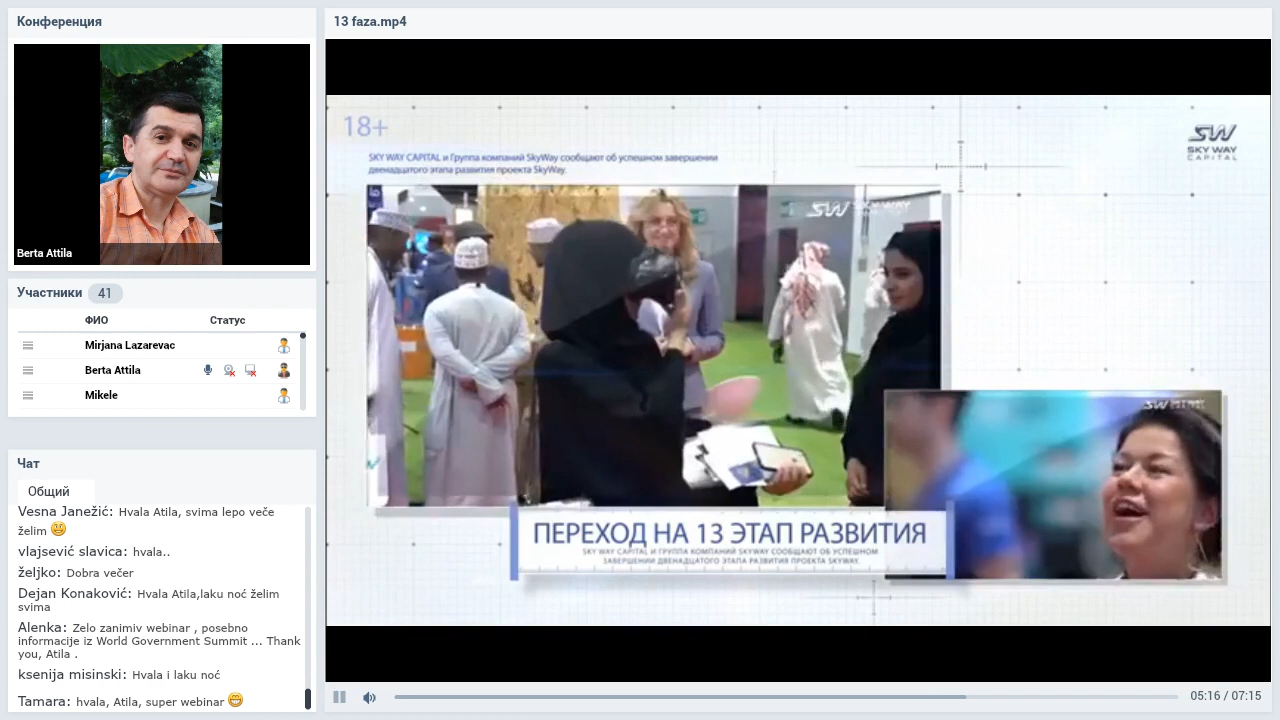 Конференция
Berta Attila
Участники 41
ФИО Статус
Mirjana Lazarevac
Berta Attila
Mikele
Чат
Общий
Vesna Janežić: Hvala Atila, svima lepo veče
želim
vlajsević slavica: hvala..
željko: Dobra večer
Dejan Konaković: Hvala Atila,laku noć želim
svima
Alenka: Zelo zanimiv webinar , posebno
informacije iz World Government Summit ... Thank
you, Atila .
ksenija misinski: Hvala i laku noć
Tamara: hvala, Atila, super webinar
13 faza.mp4
18+
SKY WAY CAPITAL и Группа компаний SkyWay сообщают об успешном завершении
двенадцатого этапа развития проекта SkyWay.
SW
SKY WAY
CAPITAL
SW SKY WAY
SW
ПЕРЕХОД НА 13 ЭТАП РАЗВИТИЯ
SKY WAY CAPITAL И ГРУППА КОМПАНИЙ SKYWAY СООБЩАЮТ ОБ УСПЕШНОМ
ЗАВЕРШЕНИИ ДВЕНАДЦАТОГО ЭТАПА РАЗВИТИЯ ПРОЕКТА SKYWAY.
05:16 / 07:15